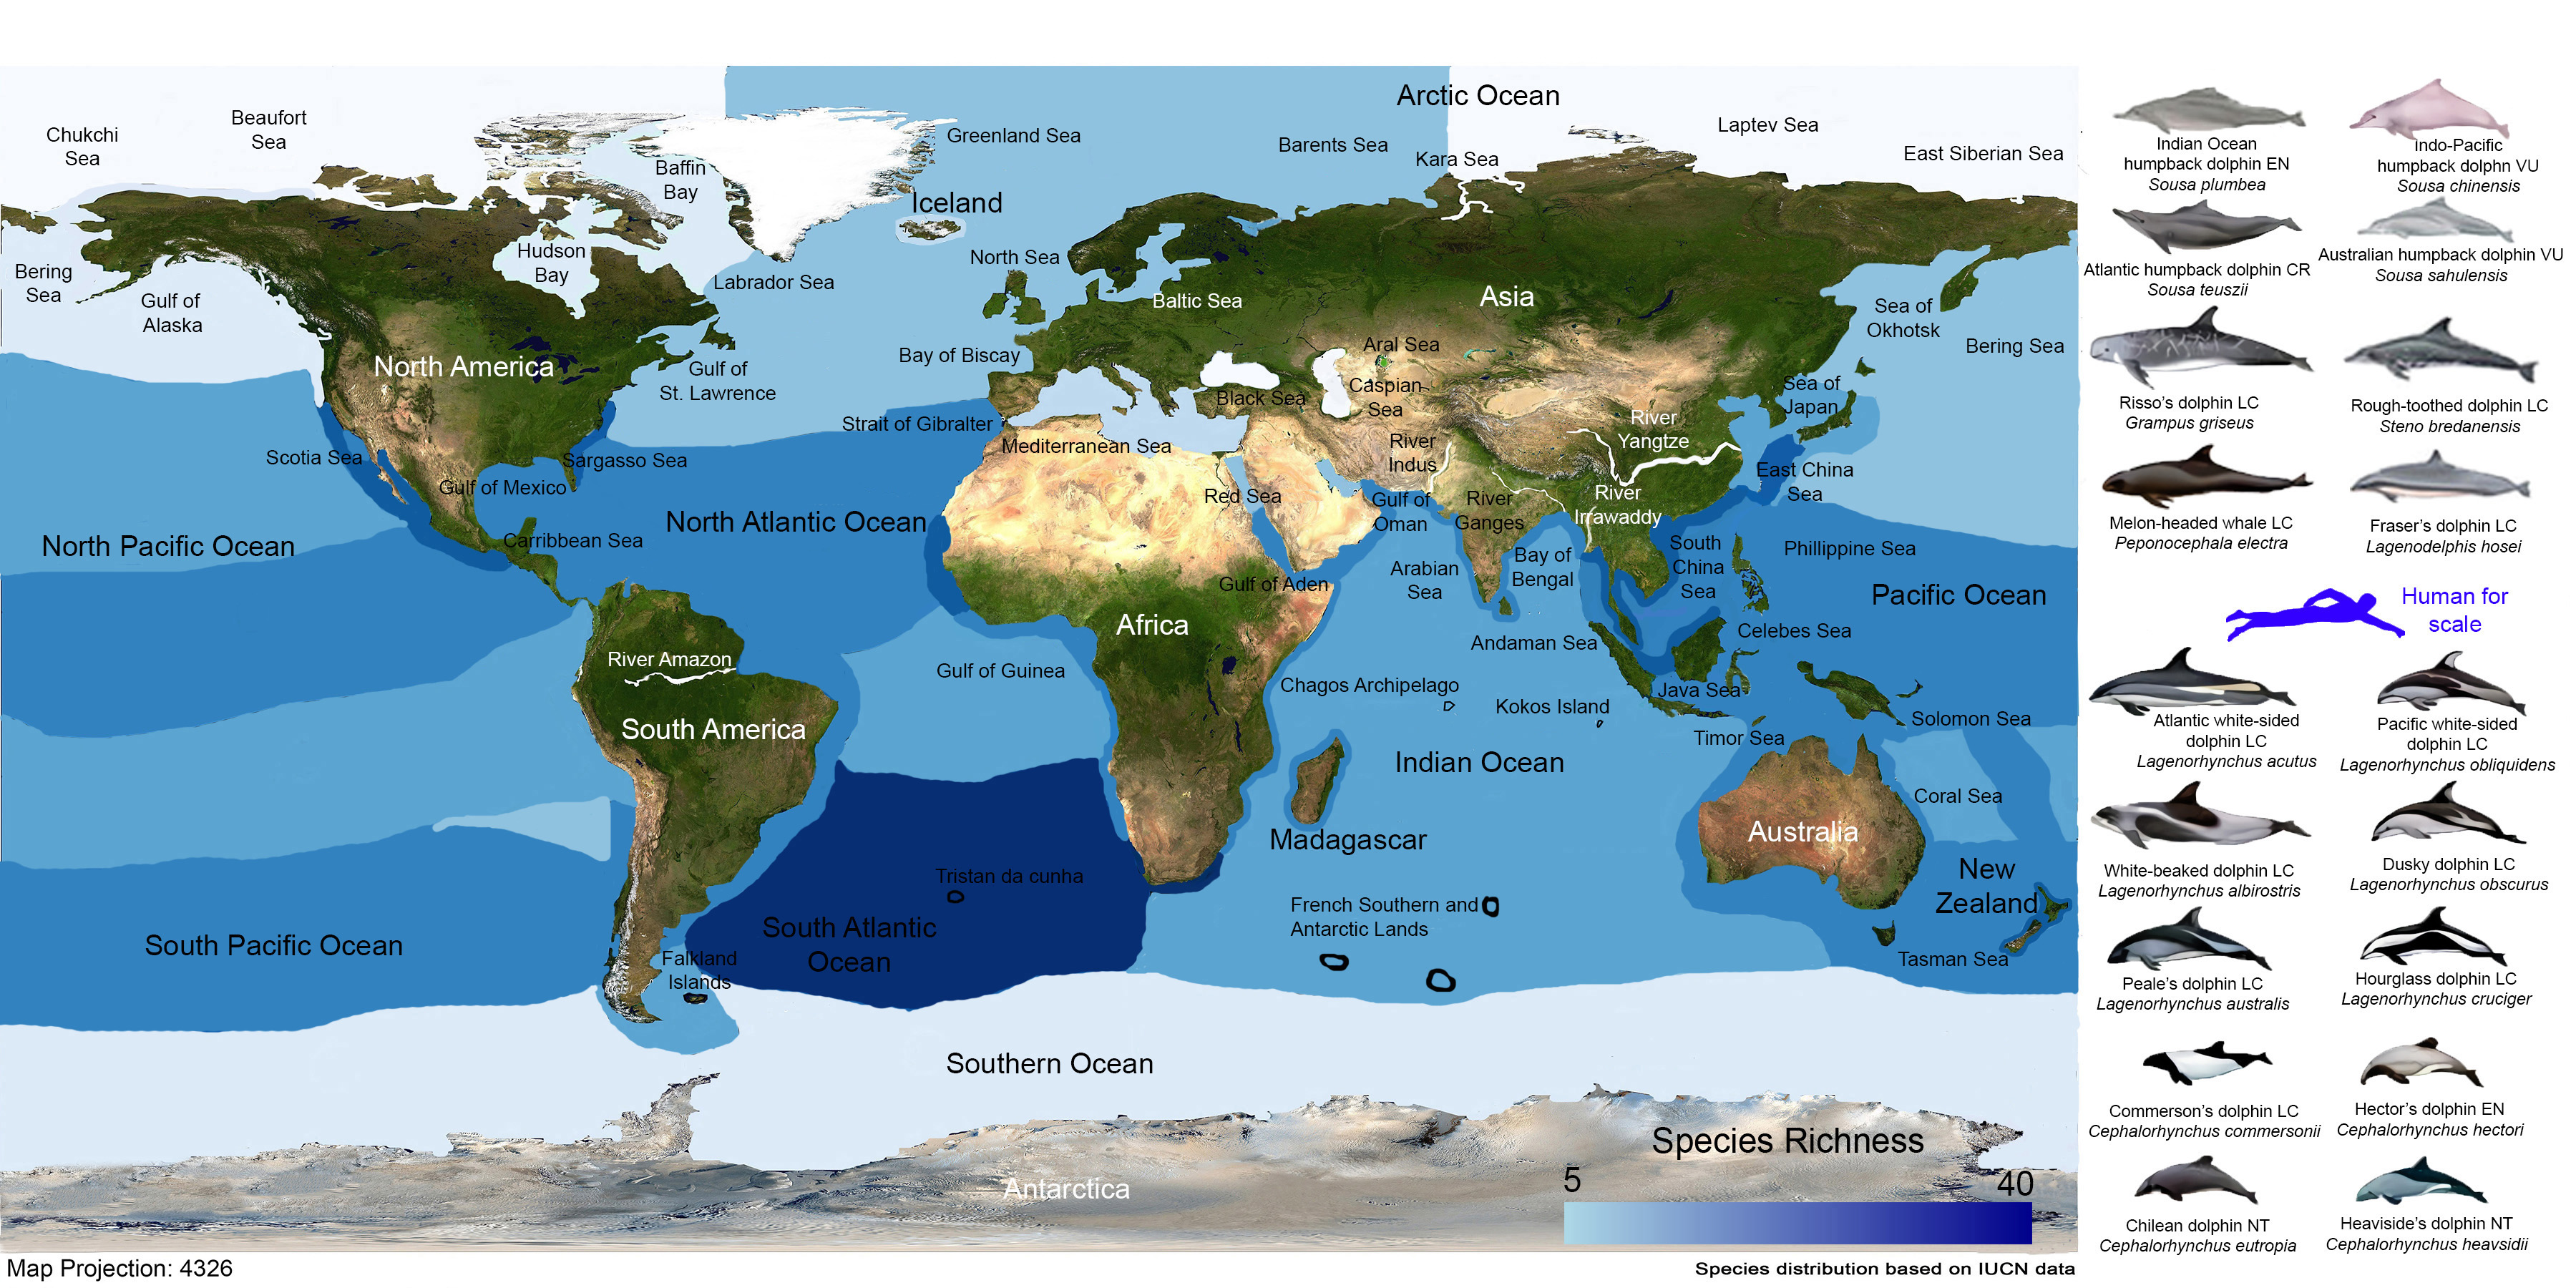 Arctic Ocean
Chukchi
Sea
Beaufort
Sea
Baffin
Bay
Greenland Sea
Barents Sea
Kara Sea
Laptev Sea
East Siberian Sea
Iceland
Bering
Sea
Gulf of
Alaska
Hudson
Bay
Labrador Sea
North Sea
Baltic Sea
Asia
Sea of
Okhotsk
Bering Sea
North America
Gulf of
St. Lawrence
Bay of Biscay
Aral Sea
Caspian
Sea
Black Sea
Sea of
Japan
Strait of Gibralter
Mediterranean Sea
River
Indus
River
Yangtze
Scotia Sea
Sargasso Sea
Gulf of Mexico
Red Sea
Gulf of
Oman
River
Ganges
River
Irrawaddy
East China
Sea
North Pacific Ocean
North Atlantic Ocean
Carribbean Sea
Gulf of Aden
Arabian
Sea
Bay of
Bengal
South
China
Sea
Phillippine Sea
Pacific Ocean
Africa
Andaman Sea
Celebes Sea
River Amazon
Gulf of Guinea
Chagos Archipelago
Kokos Island
Java Sea
Solomon Sea
South America
Timor Sea
Indian Ocean
Coral Sea
Madagascar
Australia
Tristan da cunha
New
Zealand
South Pacific Ocean
South Atlantic
Ocean
French Southern and
Antarctic Lands
Falkland
Islands
Tasman Sea
Southern Ocean
Antarctica
Species Richness
5
40
Map Projection: 4326
Species distribution based on IUCN data
Indian Ocean
humpback dolphin EN
Sousa plumbea
Indo-Pacific
humpback dolphn VU
Sousa chinensis
Atlantic humpback dolphin CR
Sousa teuszii
Australian humpback dolphin VU
Sousa sahulensis
Risso's dolphin LC
Grampus griseus
Rough-toothed dolphin LC
Steno bredanensis
Melon-headed whale LC
Peponocephala electra
Fraser's dolphin LC
Lagenodelphis hosei
Human for
scale
Atlantic white-sided
dolphin LC
Lagenorhynchus acutus
Pacific white-sided
dolphin LC
Lagenorhynchus obliquidens
White-beaked dolphin LC
Lagenorhynchus albirostris
Dusky dolphin LC
Lagenorhynchus obscurus
Peale's dolphin LC
Lagenorhynchus australis
Hourglass dolphin LC
Lagenorhynchus cruciger
Commerson's dolphin LC
Cephalorhynchus commersonii
Hector's dolphin EN
Cephalorhynchus hectori
Chilean dolphin NT
Cephalorhynchus eutropia
Heaviside's dolphin NT
Cephalorhynchus heavsidii